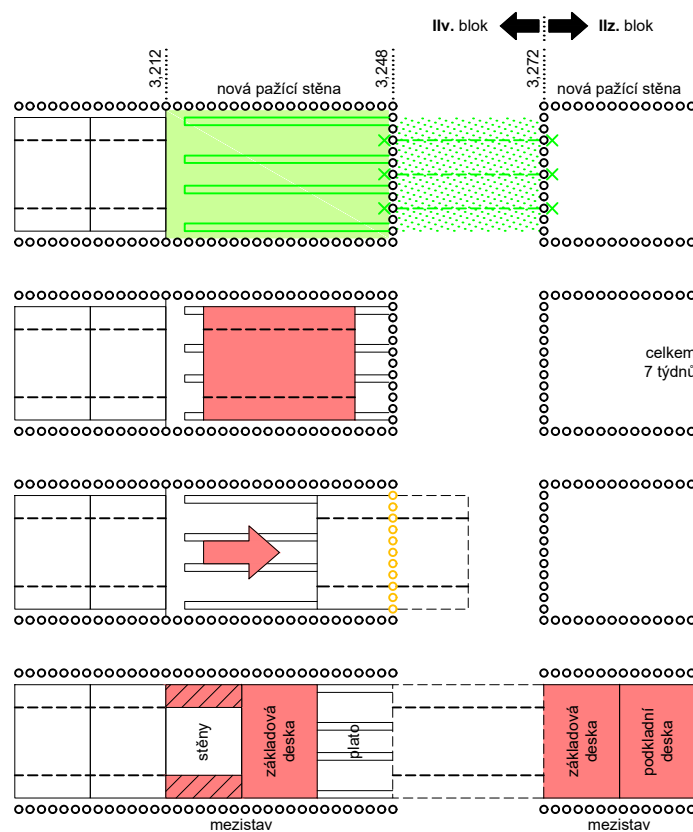 IIv. blok
IIz. blok
3,212
3,248
3,272
nová pažící stěna
nová pažící stěna
celkem
7 týdnů
stěny
základová
deska
plato
základová
deska
podkladní
deska
mezistav
mezistav